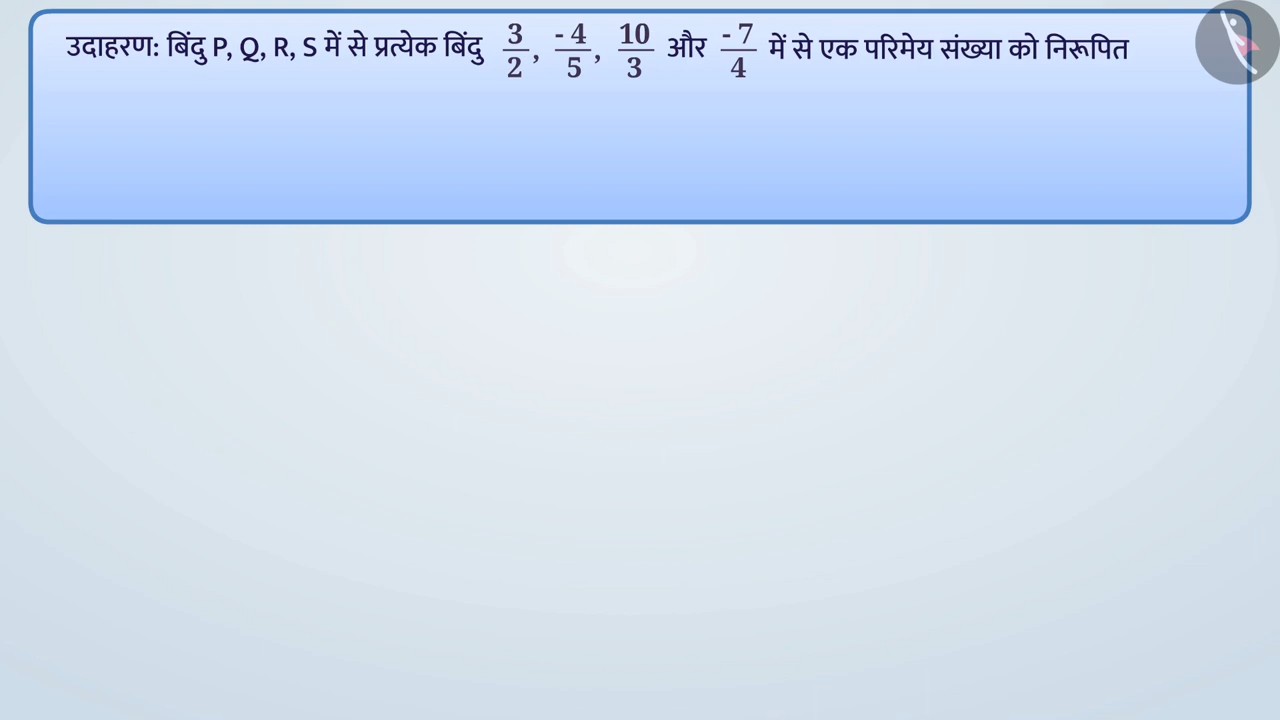 उदाहरण: बिंदु P, Q, R, S में से प्रत्येक बिंदु 3/2, -4/5, 10/3 और -7/4 में से एक परिमेय संख्या को निरूपित